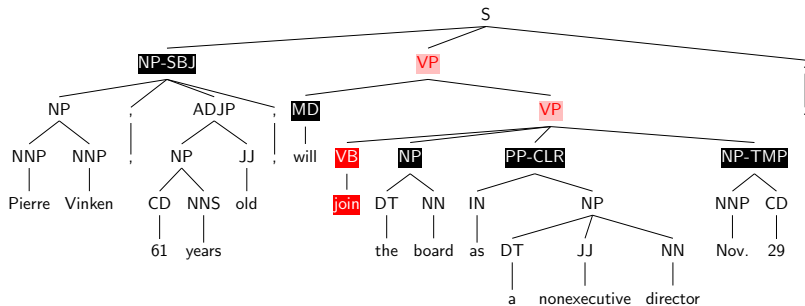 S
NP-SBJ VP .
NP , ADJP , MD VP
NNP NNP , NP JJ , will VB NP PP-CLR NP-TMP .
Pierre Vinken CD NNS old join DT NN IN NP NNP CD
61 years the board as DT JJ NN Nov. 29
a nonexecutive director